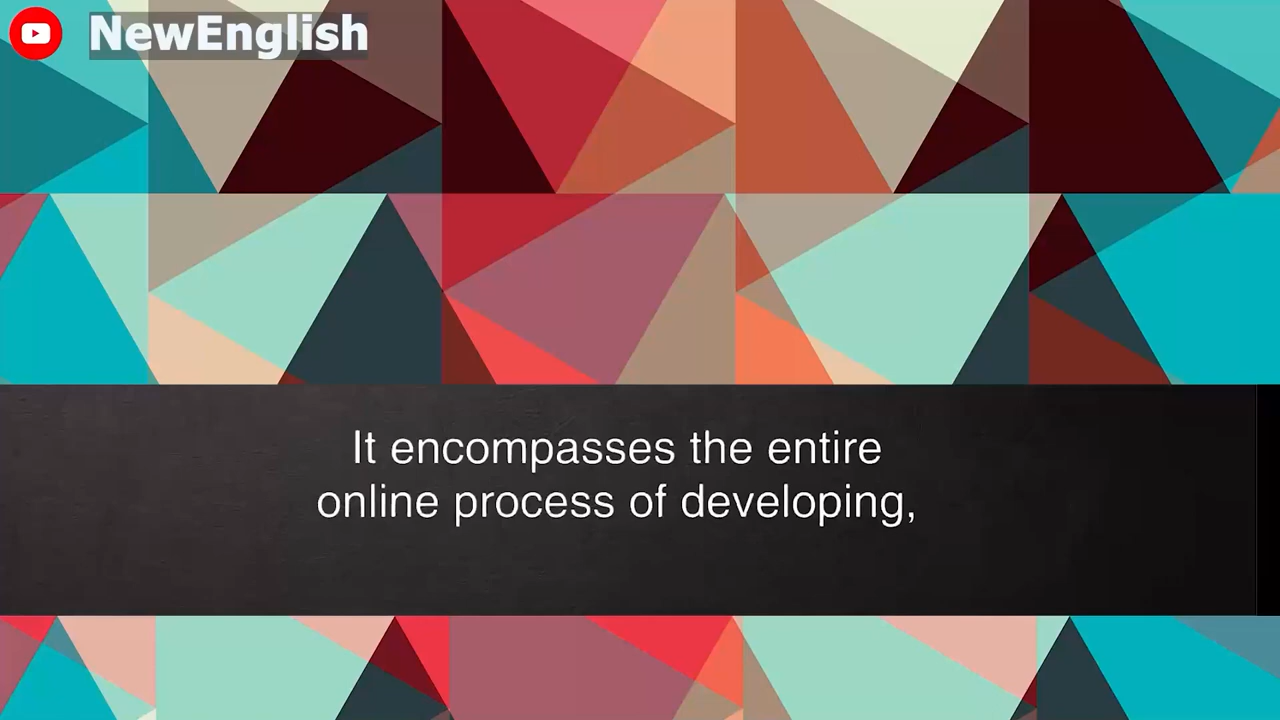 NewEnglish
It encompasses the entire
online process of developing,